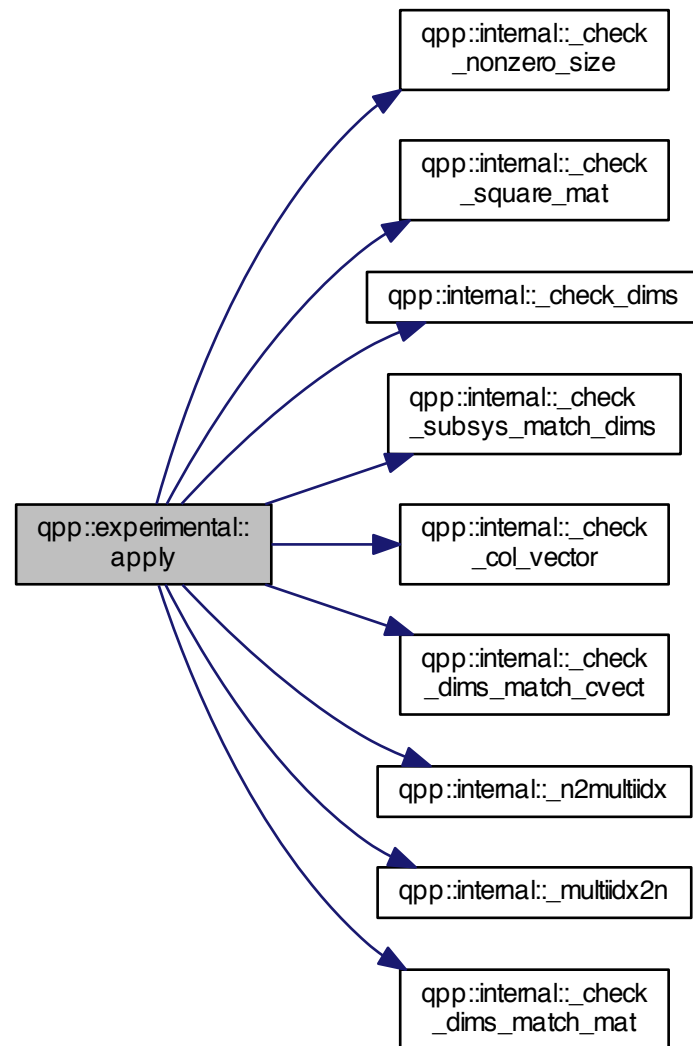 qpp::internal::_check
_nonzero_size
qpp::internal::_check
_square_mat
qpp::internal::_check_dims
qpp::internal::_check
_subsys_match_dims
qpp::experimental::
apply
qpp::internal::_check
_col_vector
qpp::internal::_check
_dims_match_cvect
qpp::internal::_n2multiidx
qpp::internal::_multiidx2n
qpp::internal::_check
_dims_match_mat